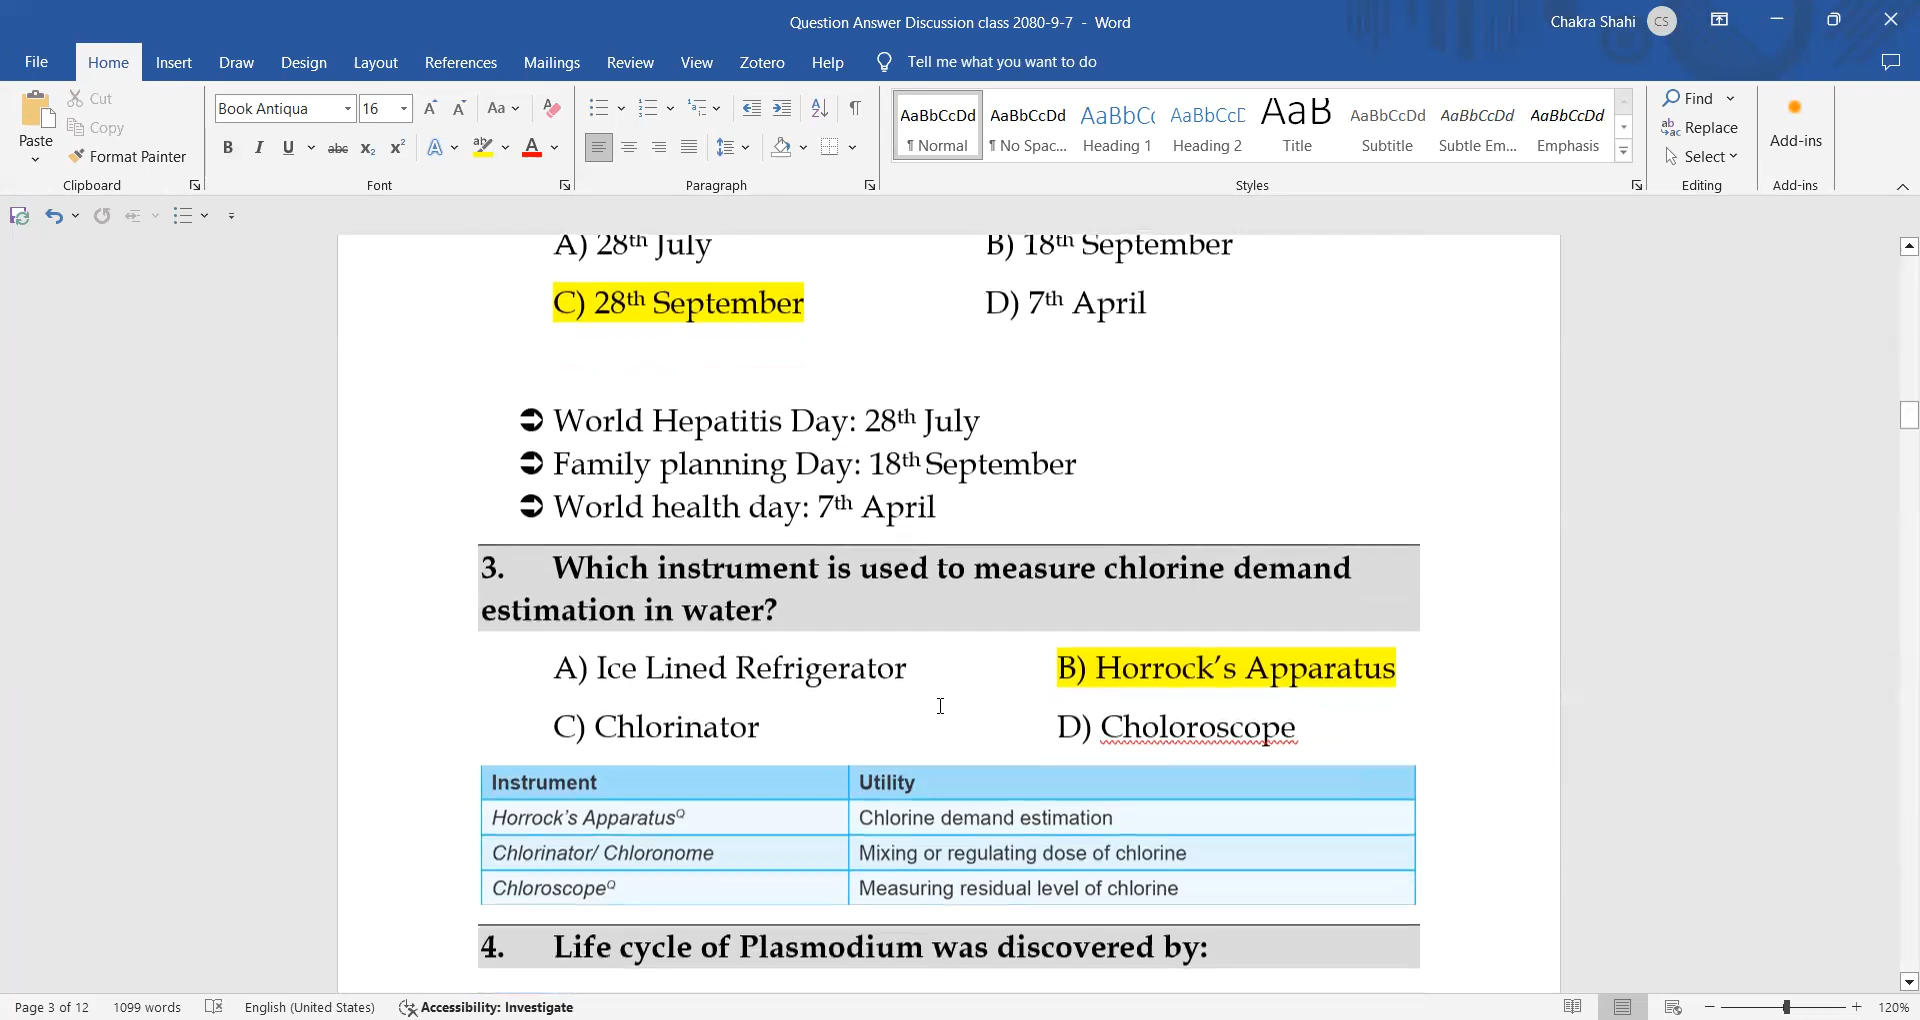 Question Answer Discussion class 2080-9-7 - Word
Chakra Shahi CS
File Home Insert Draw Design Layout References Mailings Review View Zotero Help Tell me what you want to do
Paste
Cut
Copy
Format Painter
Clipboard
Book Antiqua 16
Font
Paragraph
AaBbCcDd AaBbCcDd AaBbCc AaBbCcC AaB AaBbCcDd AaBbCcDd AaBbCcDd
¶ Normal ¶ No Spac... Heading 1 Heading 2 Title Subtitle Subtle Em... Emphasis
Styles
Find
Replace
Select
Editing
Add-ins
Add-ins
A) 28th July B) 18th September
C) 28th September D) 7th April
World Hepatitis Day: 28th July
Family planning Day: 18th September
World health day: 7th April
3. Which instrument is used to measure chlorine demand
estimation in water?
A) Ice Lined Refrigerator B) Horrock’s Apparatus
C) Chlorinator D) Choloroscope
Instrument Utility
Horrock’s ApparatusQ Chlorine demand estimation
Chlorinator/ Chloronome Mixing or regulating dose of chlorine
ChloroscopeQ Measuring residual level of chlorine
4. Life cycle of Plasmodium was discovered by:
Page 3 of 12 1099 words English (United States) Accessibility: Investigate 120%